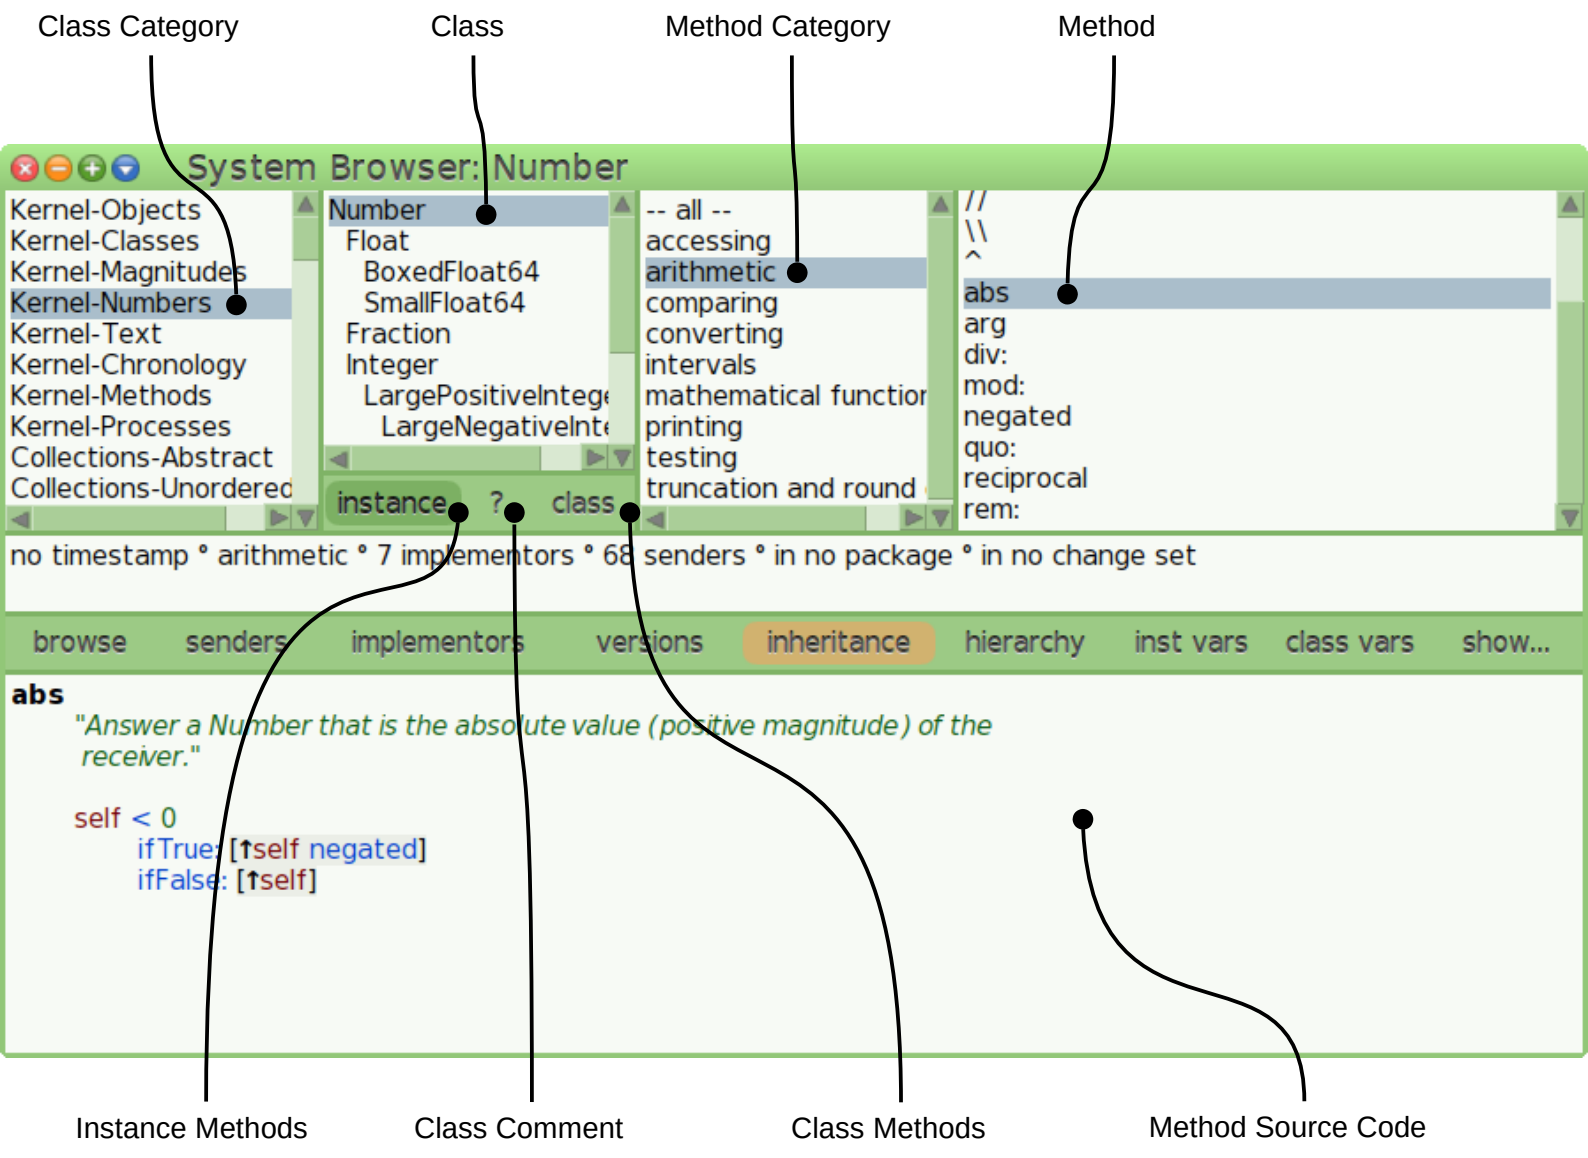 Class Category
Class
Method Category
Method
System Browser: Number
Kernel-Objects
Kernel-Classes
Kernel-Magnitudes
Kernel-Numbers
Kernel-Text
Kernel-Chronology
Kernel-Methods
Kernel-Processes
Collections-Abstract
Collections-Unordered
Number
Float
BoxedFloat64
SmallFloat64
Fraction
Integer
LargePositiveIntege
LargeNegativeInte
instance
?
class
-- all --
accessing
arithmetic
comparing
converting
intervals
mathematical function
printing
testing
truncation and round
//
\\
^
abs
arg
div:
mod:
negated
quo:
reciprocal
rem:
no timestamp ° arithmetic ° 7 implementors ° 68 senders ° in no package ° in no change set
browse senders implementors versions inheritance hierarchy inst vars class vars show...
abs
"Answer a Number that is the absolute value (positive magnitude) of the
receiver."
self < 0
ifTrue: [↑self negated]
ifFalse: [↑self]
Instance Methods
Class Comment
Class Methods
Method Source Code